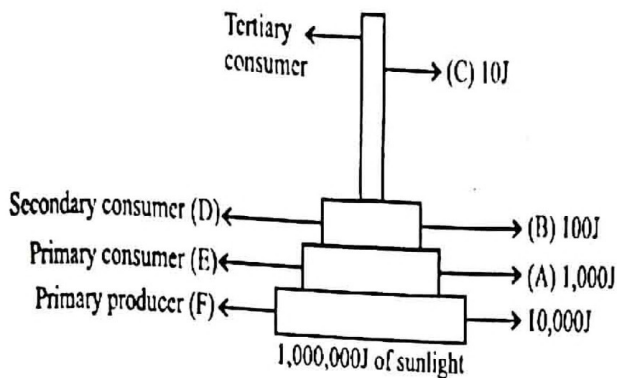 Tertiary
consumer
(C) 10J
Secondary consumer (D)
(B) 100J
Primary consumer (E)
(A) 1,000J
Primary producer (F)
10,000J
1,000,000J of sunlight